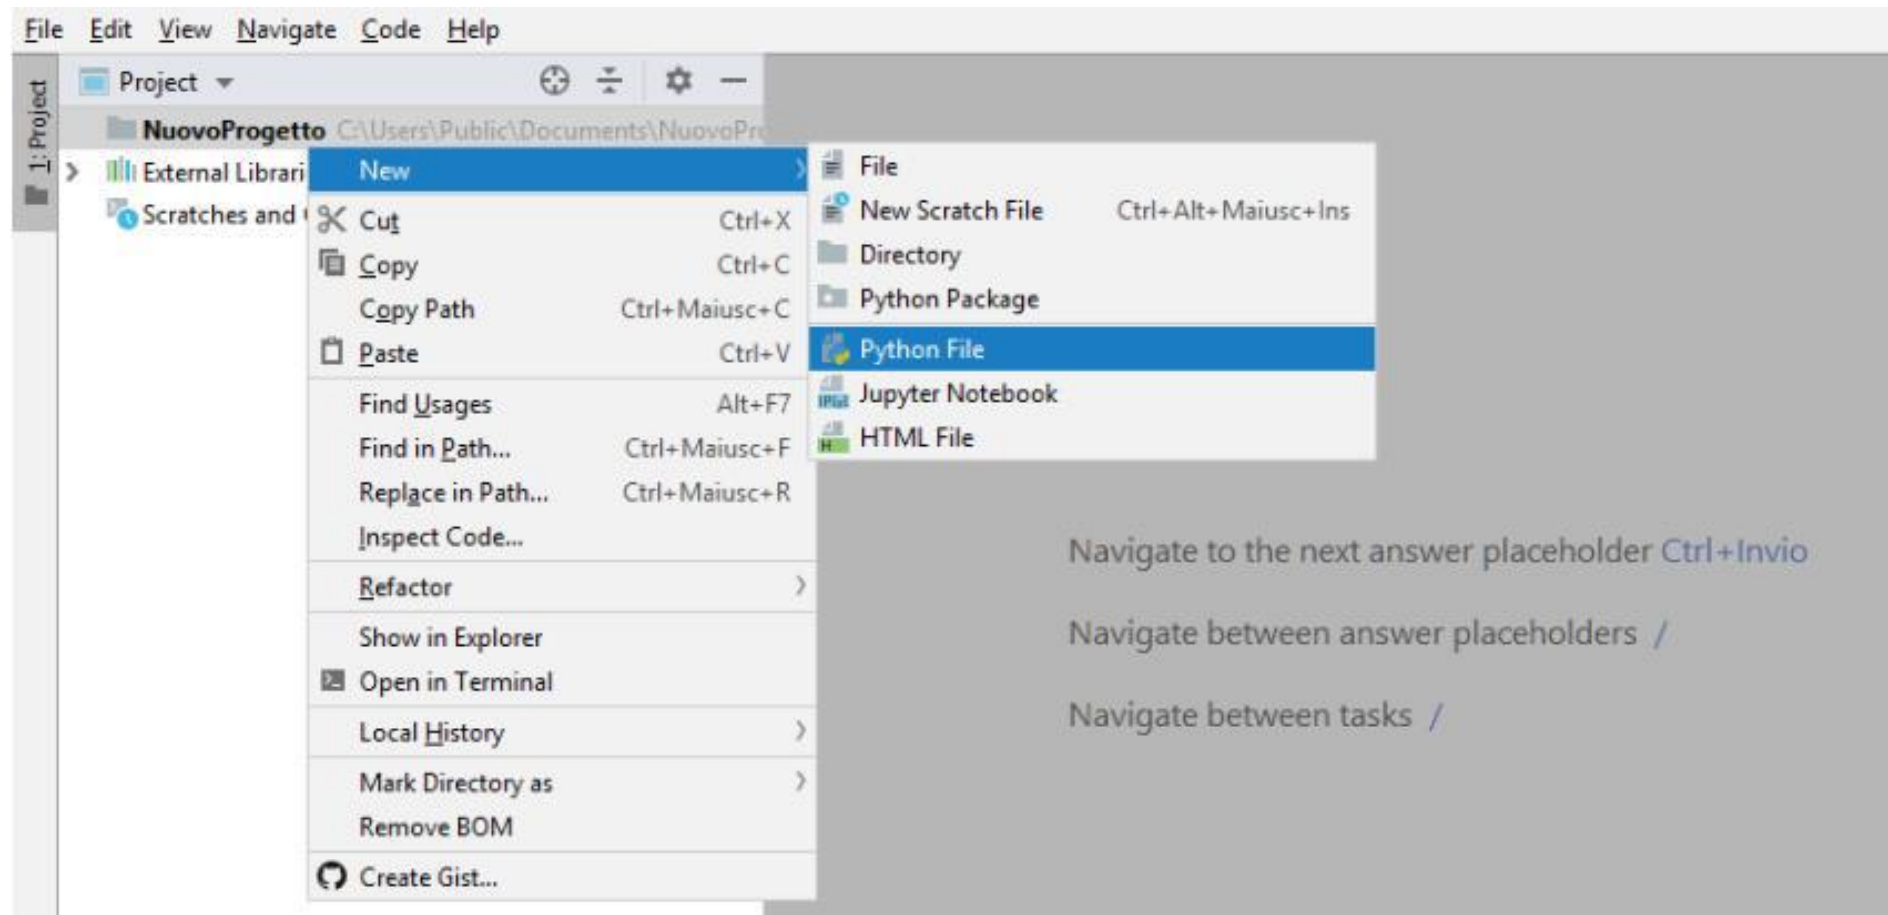 File Edit View Navigate Code Help
1: Project
Project
NuovoProgetto C:\Users\Public\Documents\NuovoPro
External Librari
Scratches and
New
Cut Ctrl+X
Copy Ctrl+C
Copy Path Ctrl+Maiusc+C
Paste Ctrl+V
Find Usages Alt+F7
Find in Path... Ctrl+Maiusc+F
Replace in Path... Ctrl+Maiusc+R
Inspect Code...
Refactor
Show in Explorer
Open in Terminal
Local History
Mark Directory as
Remove BOM
Create Gist...
File
New Scratch File Ctrl+Alt+Maiusc+Ins
Directory
Python Package
Python File
Jupyter Notebook
HTML File
Navigate to the next answer placeholder Ctrl+Invio
Navigate between answer placeholders /
Navigate between tasks /